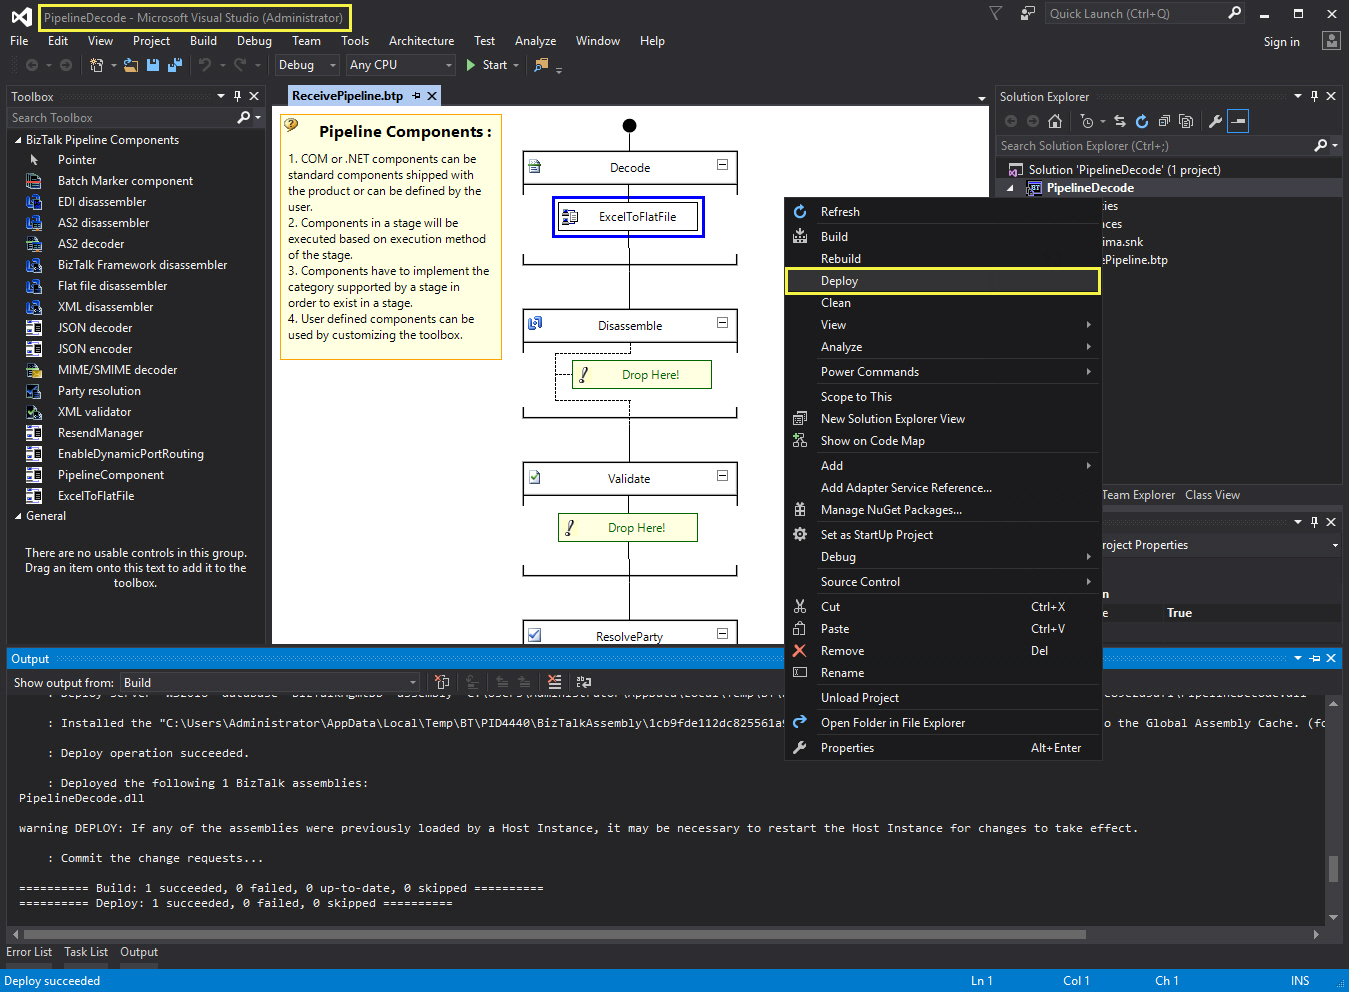 PipelineDecode - Microsoft Visual Studio (Administrator)
Quick Launch (Ctrl+Q)
File Edit View Project Build Debug Team Tools Architecture Test Analyze Window Help
Sign in
Debug Any CPU Start
Toolbox
Search Toolbox
BizTalk Pipeline Components
Pointer
Batch Marker component
EDI disassembler
AS2 disassembler
AS2 decoder
BizTalk Framework disassembler
Flat file disassembler
XML disassembler
JSON decoder
JSON encoder
MIME/SMIME decoder
Party resolution
XML validator
ResendManager
EnableDynamicPortRouting
PipelineComponent
ExcelToFlatFile
General
There are no usable controls in this group.
Drag an item onto this text to add it to the
toolbox.
ReceivePipeline.btp
Pipeline Components :
1. COM or .NET components can be
standard components shipped with
the product or can be defined by the
user.
2. Components in a stage will be
executed based on execution method
of the stage.
3. Components have to implement the
category supported by a stage in
order to exist in a stage.
4. User defined components can be
used by customizing the toolbox.
Decode
ExcelToFlatFile
Disassemble
Drop Here!
Validate
Drop Here!
ResolveParty
Solution Explorer
Search Solution Explorer (Ctrl+;)
Solution 'PipelineDecode' (1 project)
PipelineDecode
ties
ices
ima.snk
ePipeline.btp
Refresh
Build
Rebuild
Deploy
Clean
View
Analyze
Power Commands
Scope to This
New Solution Explorer View
Show on Code Map
Add
Add Adapter Service Reference...
Manage NuGet Packages...
Set as StartUp Project
Debug
Source Control
Cut Ctrl+X
Paste Ctrl+V
Remove Del
Rename
Unload Project
Open Folder in File Explorer
Properties Alt+Enter
Team Explorer Class View
roject Properties
n
e True
Output
Show output from: Build
: Installed the "C:\Users\Administrator\AppData\Local\Temp\BT\PID4440\BizTalkAssembly\1cb9fde112dc825561a o the Global Assembly Cache. (fo
: Deploy operation succeeded.
: Deployed the following 1 BizTalk assemblies:
PipelineDecode.dll
warning DEPLOY: If any of the assemblies were previously loaded by a Host Instance, it may be necessary to restart the Host Instance for changes to take effect.
: Commit the change requests...
========== Build: 1 succeeded, 0 failed, 0 up-to-date, 0 skipped ==========
========== Deploy: 1 succeeded, 0 failed, 0 skipped ==========
Error List Task List Output
Deploy succeeded Ln 1 Col 1 Ch 1 INS